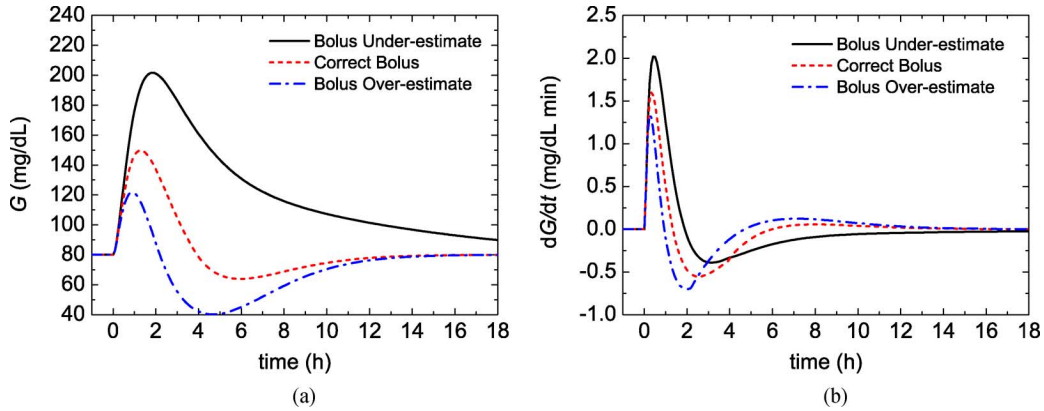 240
220
200
180
160
140
120
100
80
60
40
G (mg/dL)
Bolus Under-estimate
Correct Bolus
Bolus Over-estimate
0 2 4 6 8 10 12 14 16 18
time (h)
(a)
2.5
2.0
1.5
1.0
0.5
0.0
-0.5
-1.0
dG/dt (mg/dL min)
Bolus Under-estimate
Correct Bolus
Bolus Over-estimate
0 2 4 6 8 10 12 14 16 18
time (h)
(b)